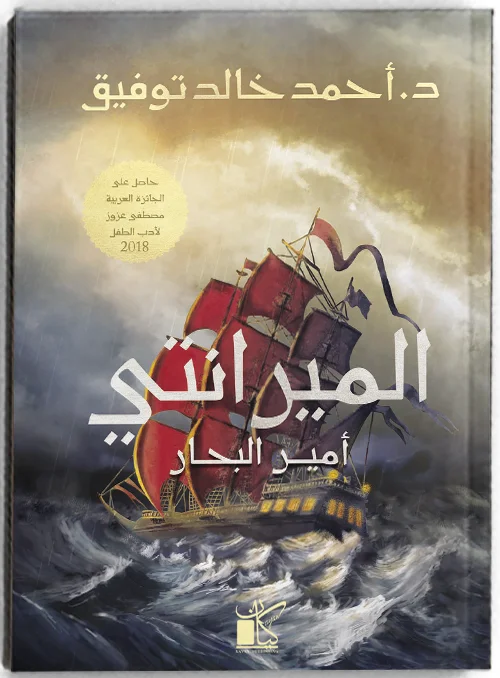 د. أحمد خالد توفيق
حاصل على
الجائزة العربية
مصطفى عزوز
لأدب الطفل
2018
الميرانتي
أمير البحار
كيان